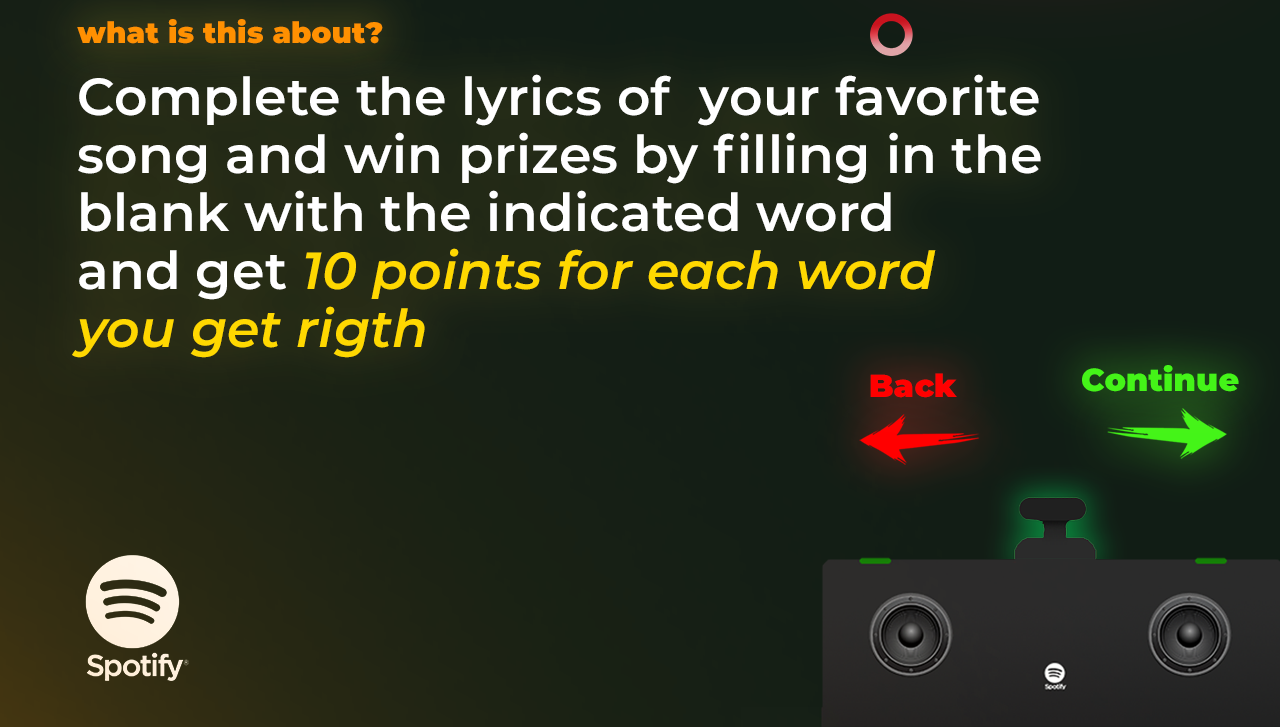 what is this about?
Complete the lyrics of  your favorite
song and win prizes by filling in the
blank with the indicated word
and get 10 points for each word
you get rigth
Back
Continue
Spotify®
Spotify